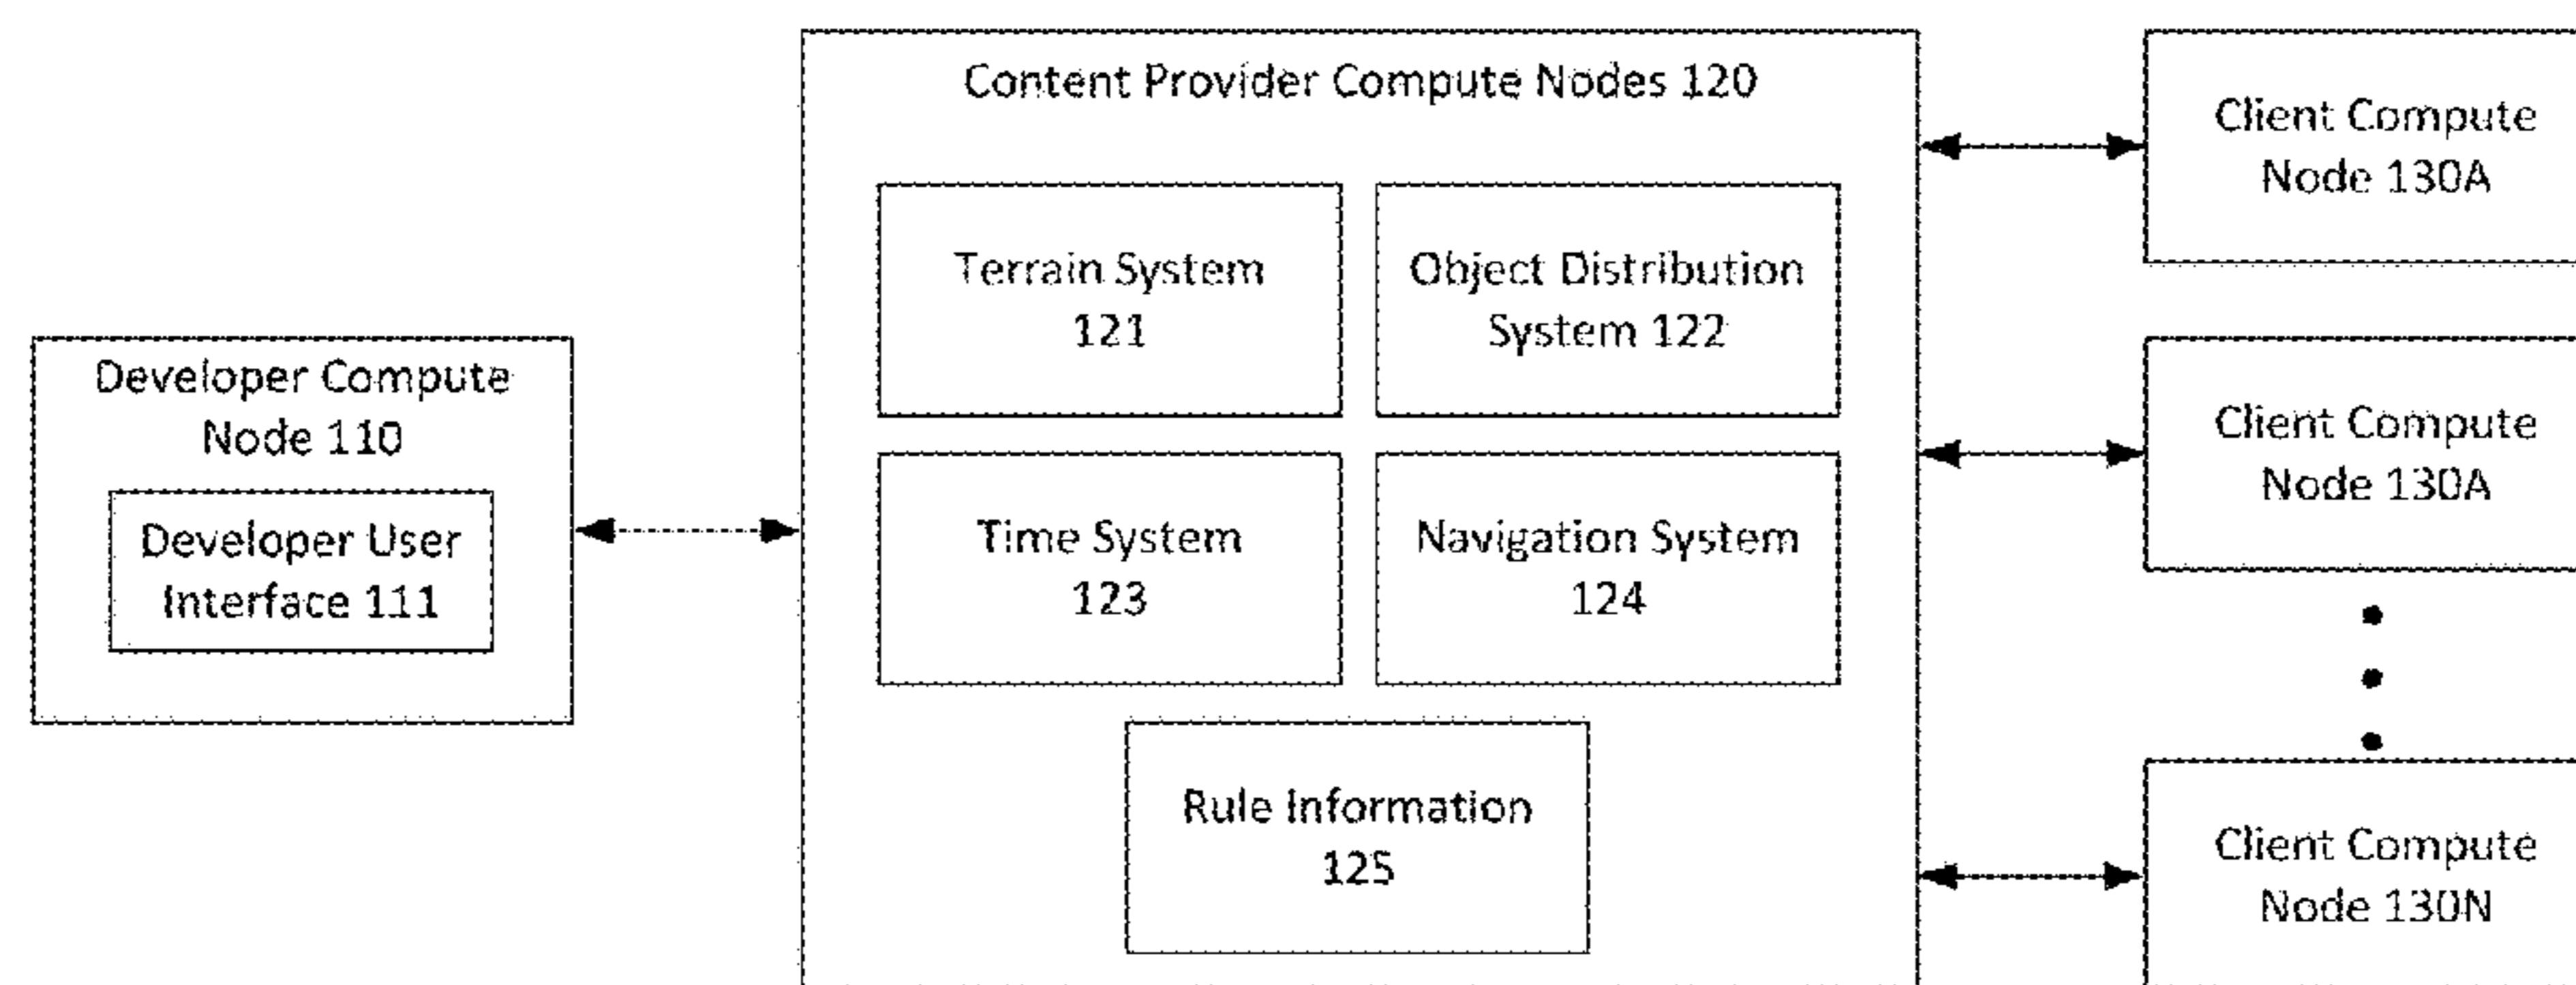 Content Provider Compute Nodes 120
Terrain System
121
Object Distribution
System 122
Time System
123
Navigation System
124
Rule Information
125
Developer Compute
Node 110
Developer User
Interface 111
Client Compute
Node 130A
Client Compute
Node 130A
Client Compute
Node 130N